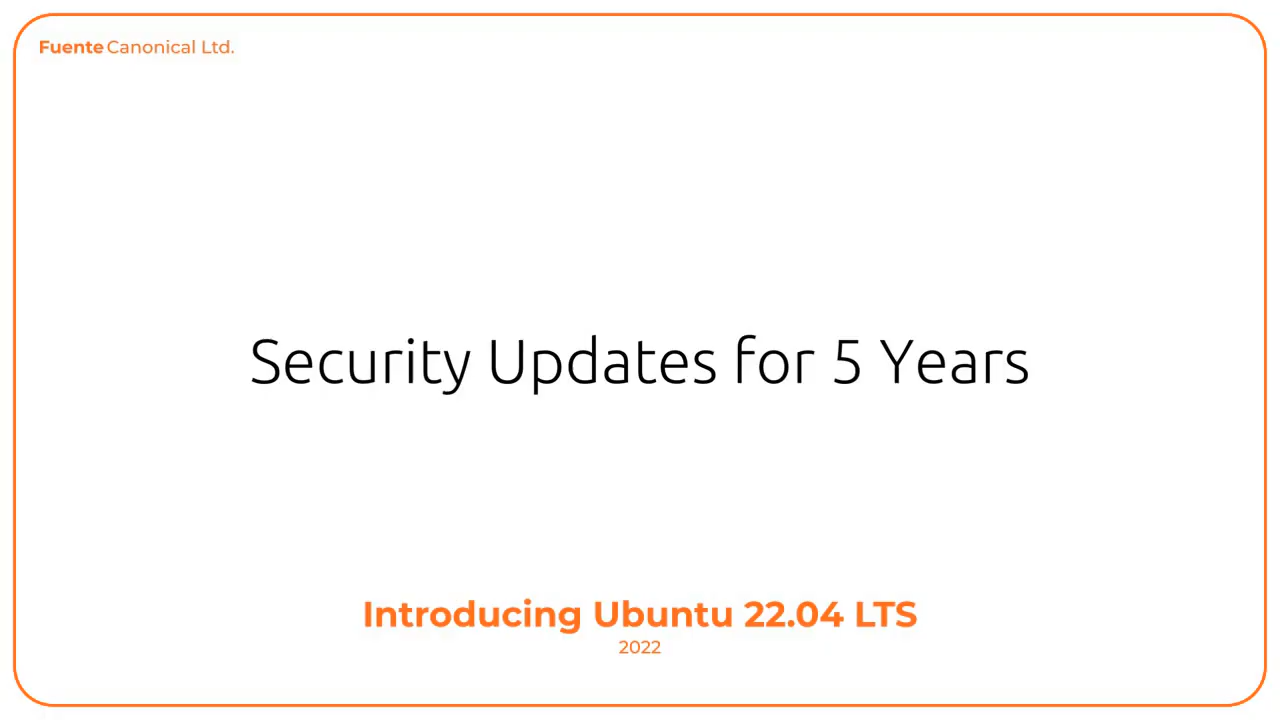 Fuente Canonical Ltd.
Security Updates for 5 Years
Introducing Ubuntu 22.04 LTS
2022